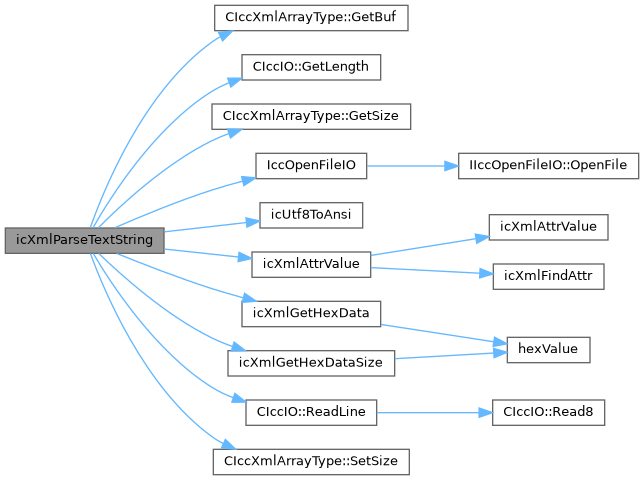 CIccXmlArrayType::GetBuf
CIccIO::GetLength
CIccXmlArrayType::GetSize
IccOpenFileIO
IIccOpenFileIO::OpenFile
icUtf8ToAnsi
icXmlAttrValue
icXmlParseTextString
icXmlAttrValue
icXmlFindAttr
icXmlGetHexData
hexValue
icXmlGetHexDataSize
CIccIO::ReadLine
CIccIO::Read8
CIccXmlArrayType::SetSize